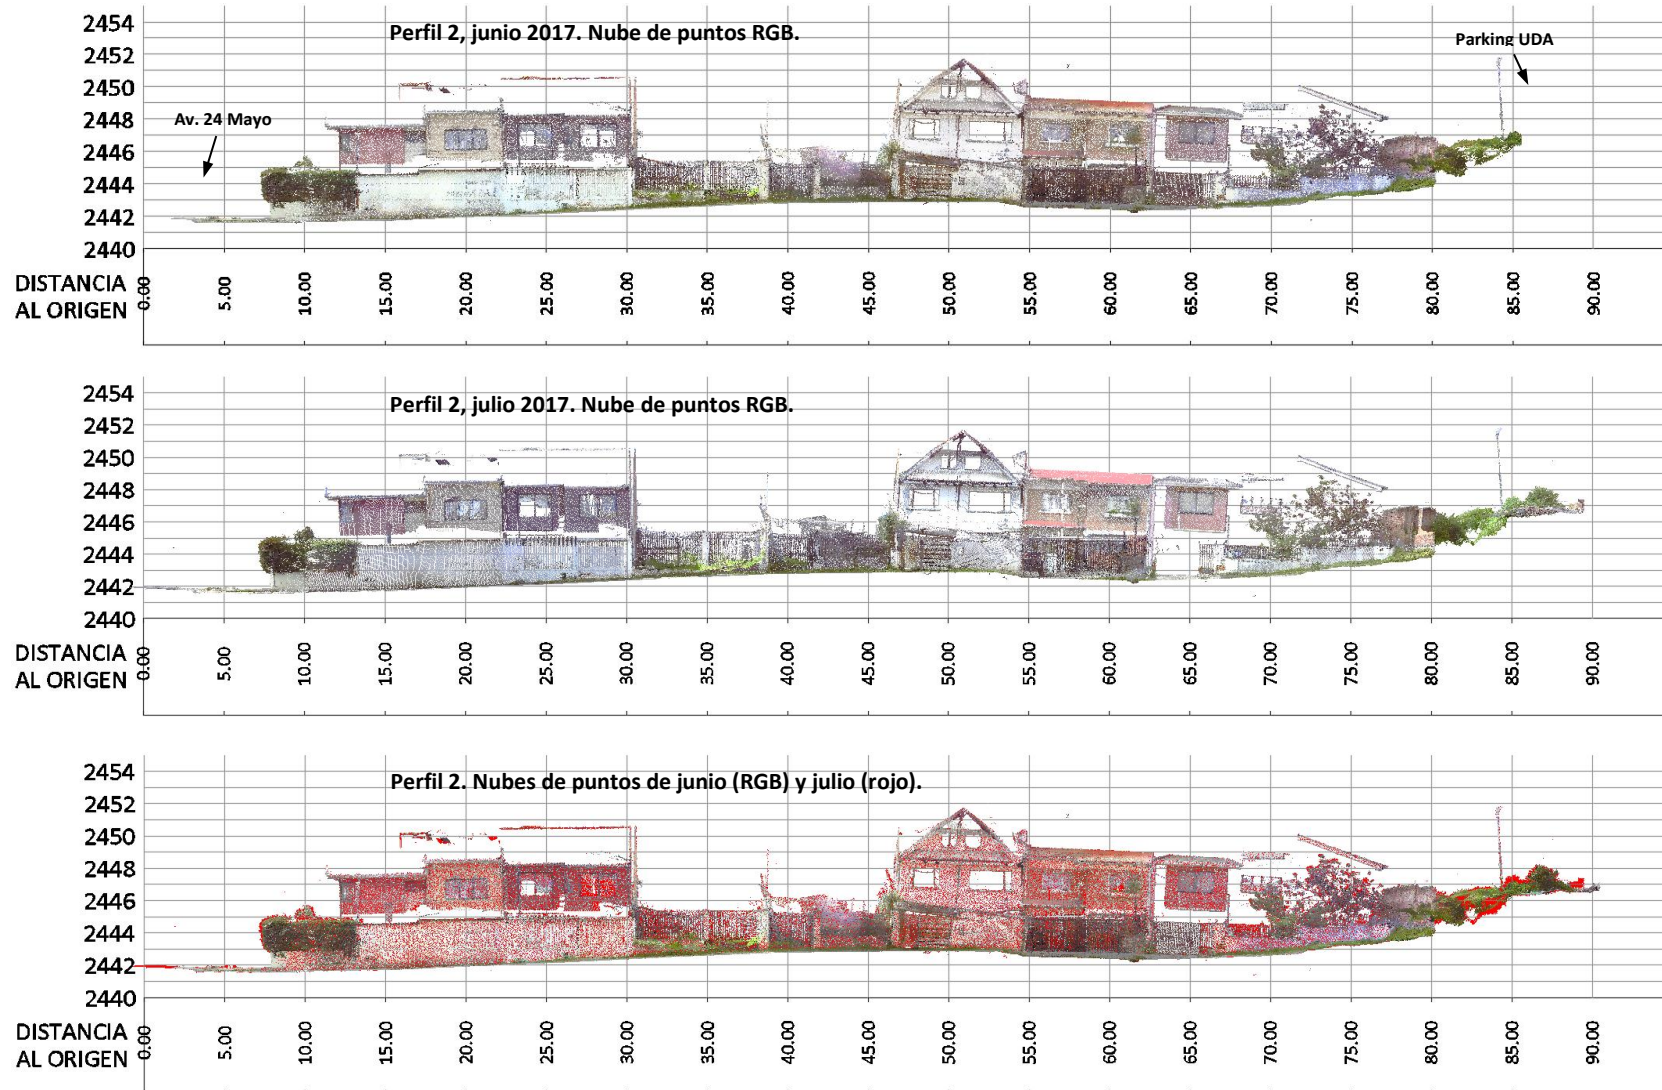 2454
Perfil 2, junio 2017. Nube de puntos RGB.
Parking UDA
2452
2450
2448
Av. 24 Mayo
2446
2444
2442
2440
DISTANCIA
AL ORIGEN
0.00 5.00 10.00 15.00 20.00 25.00 30.00 35.00 40.00 45.00 50.00 55.00 60.00 65.00 70.00 75.00 80.00 85.00 90.00
2454
Perfil 2, julio 2017. Nube de puntos RGB.
2452
2450
2448
2446
2444
2442
2440
DISTANCIA
AL ORIGEN
0.00 5.00 10.00 15.00 20.00 25.00 30.00 35.00 40.00 45.00 50.00 55.00 60.00 65.00 70.00 75.00 80.00 85.00 90.00
2454
Perfil 2. Nubes de puntos de junio (RGB) y julio (rojo).
2452
2450
2448
2446
2444
2442
2440
DISTANCIA
AL ORIGEN
0.00 5.00 10.00 15.00 20.00 25.00 30.00 35.00 40.00 45.00 50.00 55.00 60.00 65.00 70.00 75.00 80.00 85.00 90.00